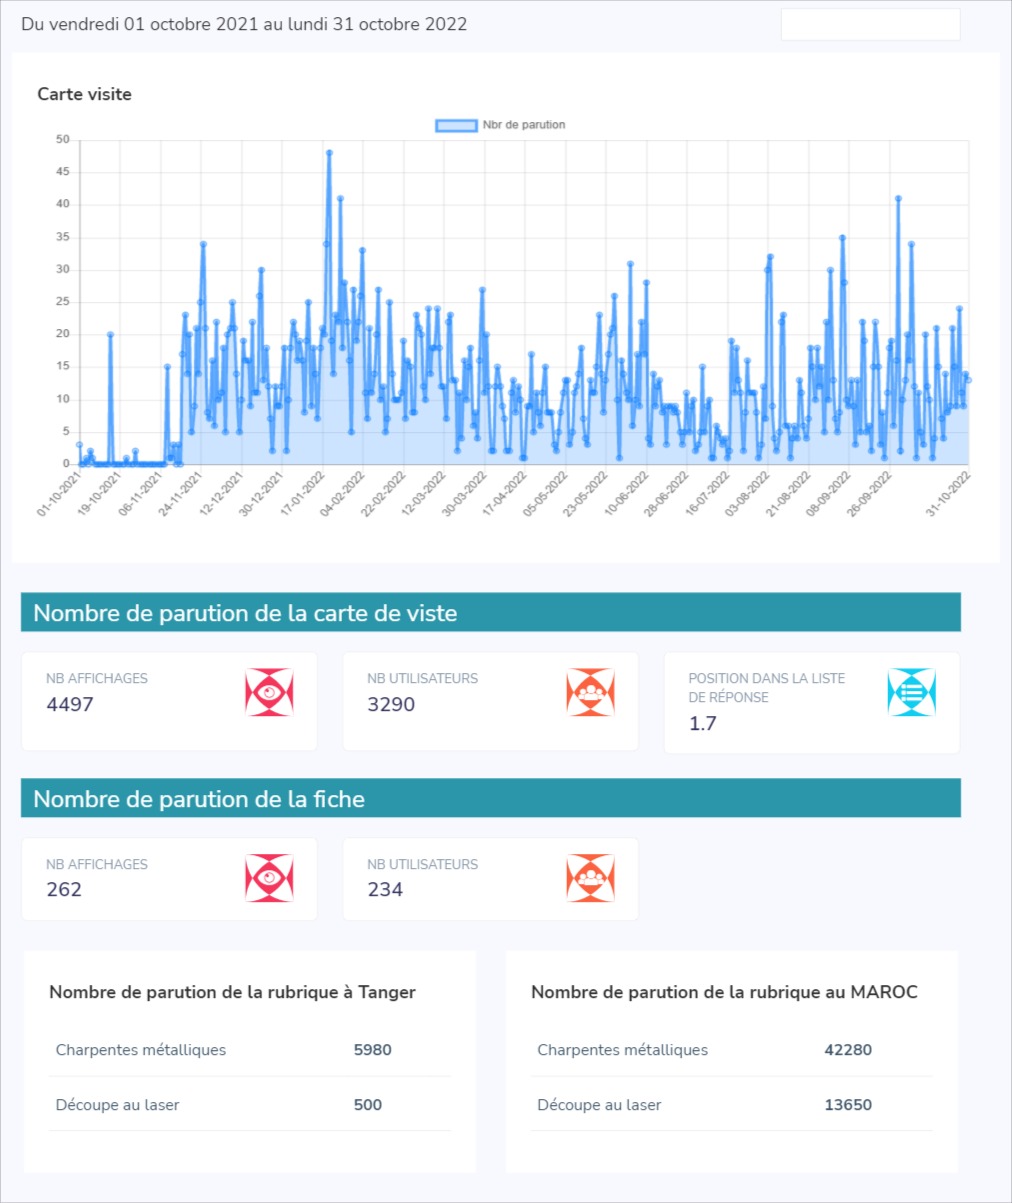 Du vendredi 01 octobre 2021 au lundi 31 octobre 2022
Carte visite
Nbr de parution
50
45
40
35
30
25
20
15
10
5
0
01-10-2021
19-10-2021
06-11-2021
24-11-2021
12-12-2021
30-12-2021
17-01-2022
04-02-2022
22-02-2022
12-03-2022
30-03-2022
17-04-2022
05-05-2022
23-05-2022
10-06-2022
28-06-2022
16-07-2022
03-08-2022
21-08-2022
08-09-2022
26-09-2022
31-10-2022
Nombre de parution de la carte de viste
NB AFFICHAGES
4497
NB UTILISATEURS
3290
POSITION DANS LA LISTE
DE RÉPONSE
1.7
Nombre de parution de la fiche
NB AFFICHAGES
262
NB UTILISATEURS
234
Nombre de parution de la rubrique à Tanger
Charpentes métalliques 5980
Découpe au laser 500
Nombre de parution de la rubrique au MAROC
Charpentes métalliques 42280
Découpe au laser 13650